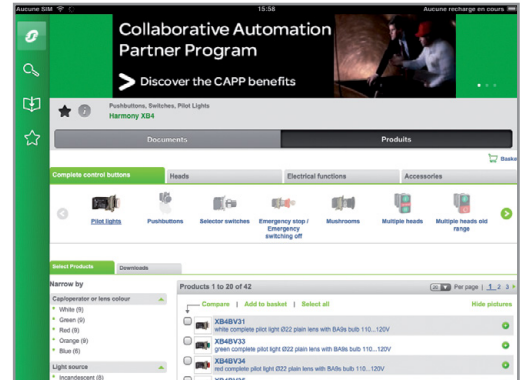 Aucune SIM 15:58 Aucune recharge en cours
Collaborative Automation
Partner Program
Discover the CAPP benefits
Pushbuttons, Switches, Pilot Lights
Harmony XB4
Documents Produits
Baske
Complete control buttons Heads Electrical functions Accessories
Pilot lights Pushbuttons Selector switches Emergency stop / Emergency switching off Mushrooms Multiple heads Multiple heads old range
Select Products Downloads
Narrow by
Cap/operator or lens colour
White (9)
Green (9)
Red (9)
Orange (8)
Blue (6)
Light source
Incandescent (8)
Products 1 to 20 of 42 20 Per page | 1 2 3
Compare | Add to basket | Select all Hide pictures
XB4BV31
white complete pilot light Ø22 plain lens with BA9s bulb 110...120V
XB4BV33
green complete pilot light Ø22 plain lens with BA9s bulb 110...120V
XB4BV34
red complete pilot light Ø22 plain lens with BA9s bulb 110...120V